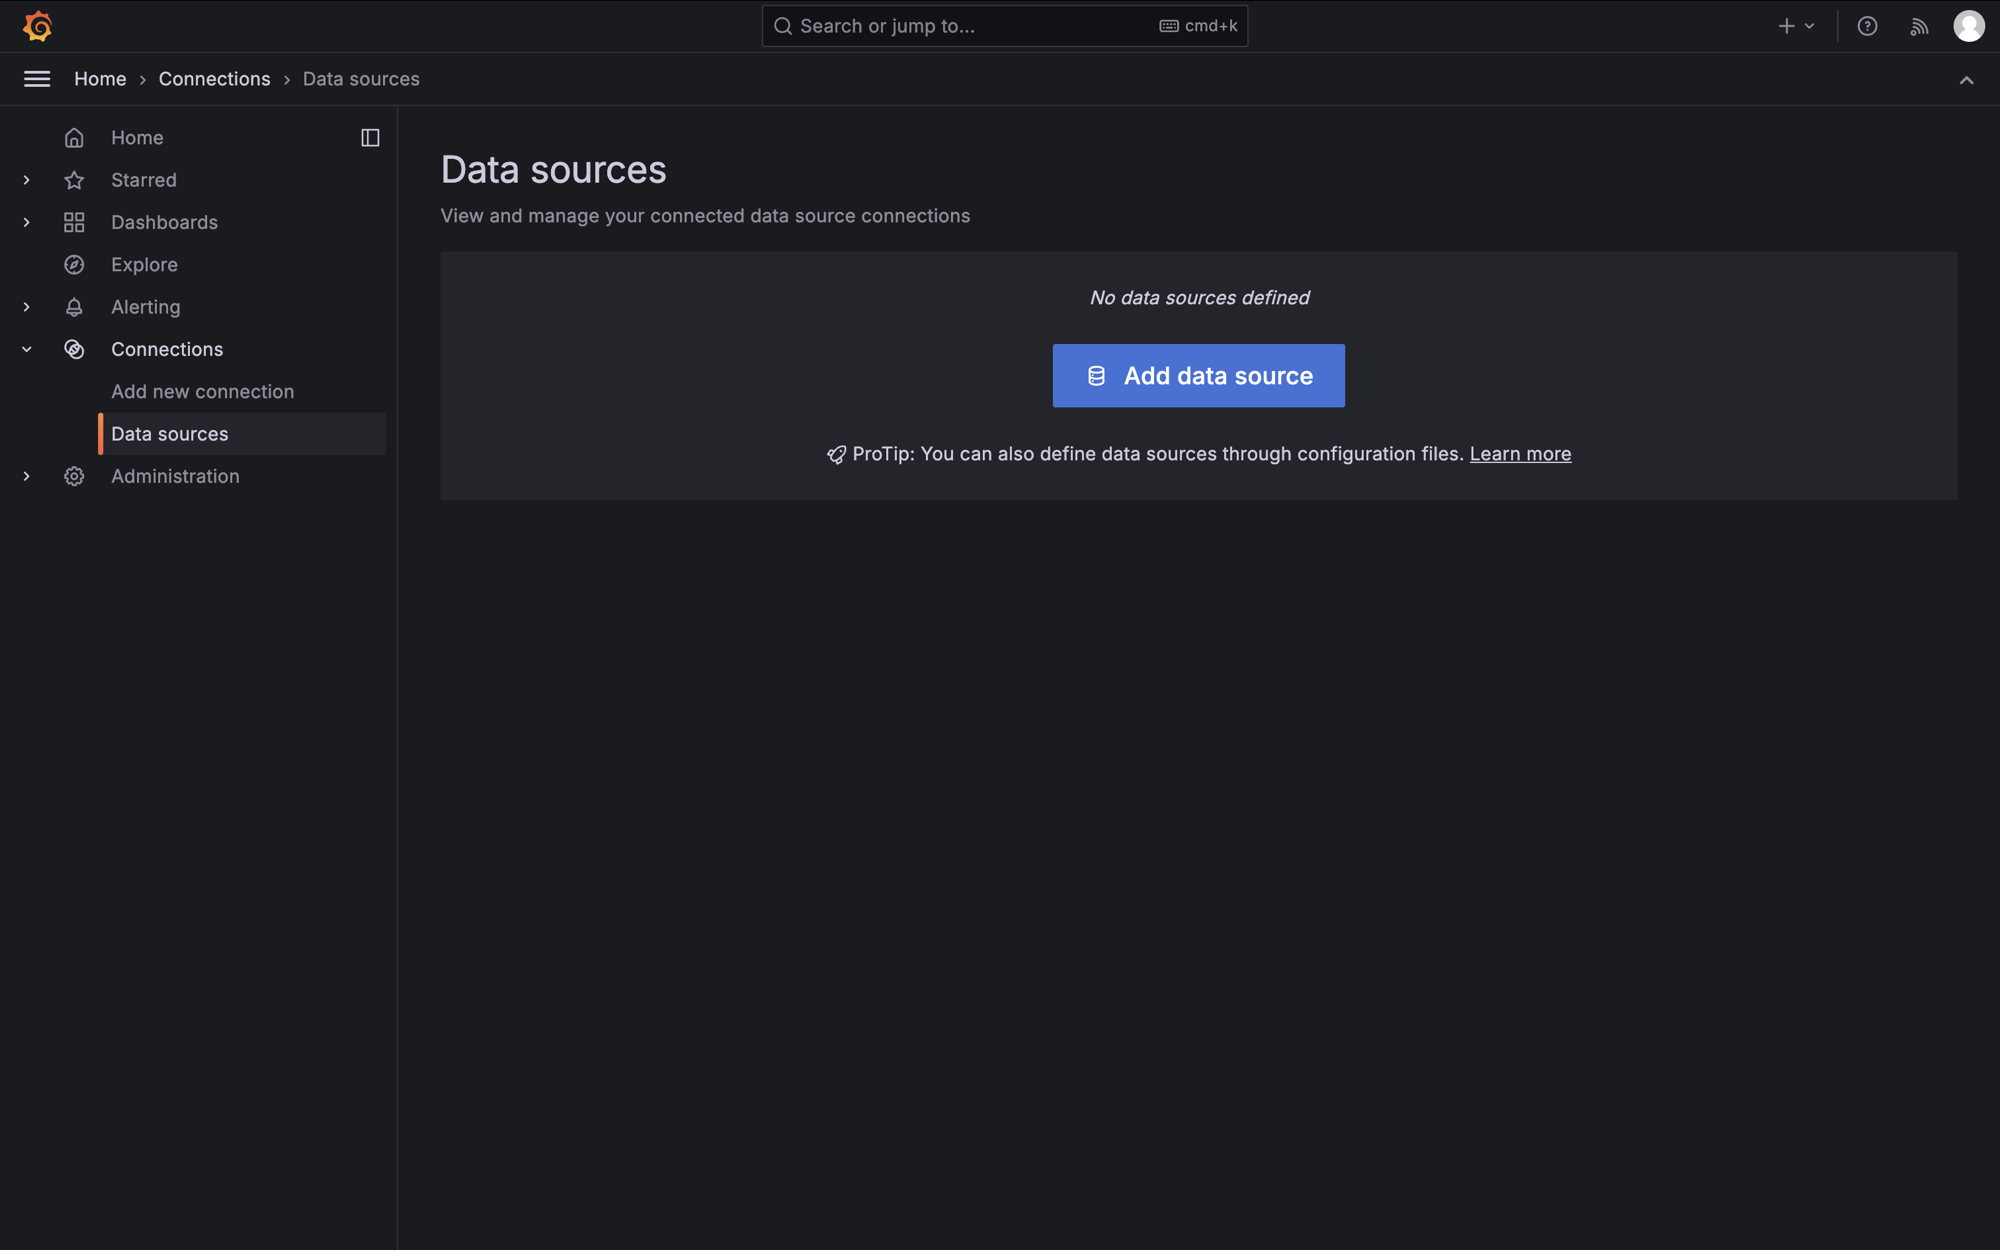 Search or jump to...
cmd+k
Home › Connections › Data sources
Home
Starred
Dashboards
Explore
Alerting
Connections
Add new connection
Data sources
Administration
Data sources
View and manage your connected data source connections
No data sources defined
Add data source
ProTip: You can also define data sources through configuration files. Learn more